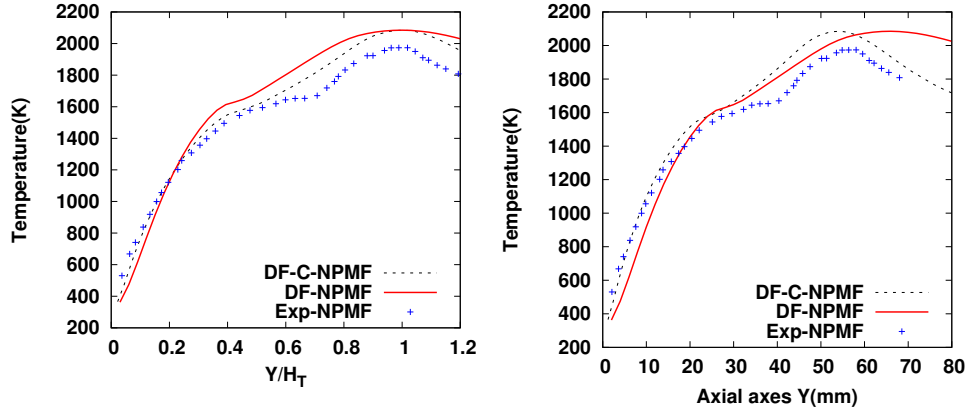 2200
2000
1800
1600
1400
1200
1000
800
600
400
200
Temperature(K)
DF-C-NPMF
DF-NPMF
Exp-NPMF
0 0.2 0.4 0.6 0.8 1 1.2
Y/H_T
2200
2000
1800
1600
1400
1200
1000
800
600
400
200
Temperature(K)
DF-C-NPMF
DF-NPMF
Exp-NPMF
0 10 20 30 40 50 60 70 80
Axial axes Y(mm)